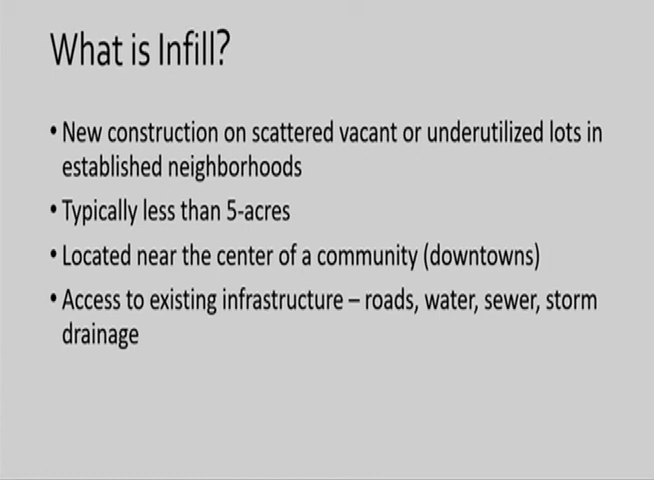 What is Infill?
• New construction on scattered vacant or underutilized lots in
established neighborhoods
• Typically less than 5-acres
• Located near the center of a community (downtowns)
• Access to existing infrastructure – roads, water, sewer, storm
drainage